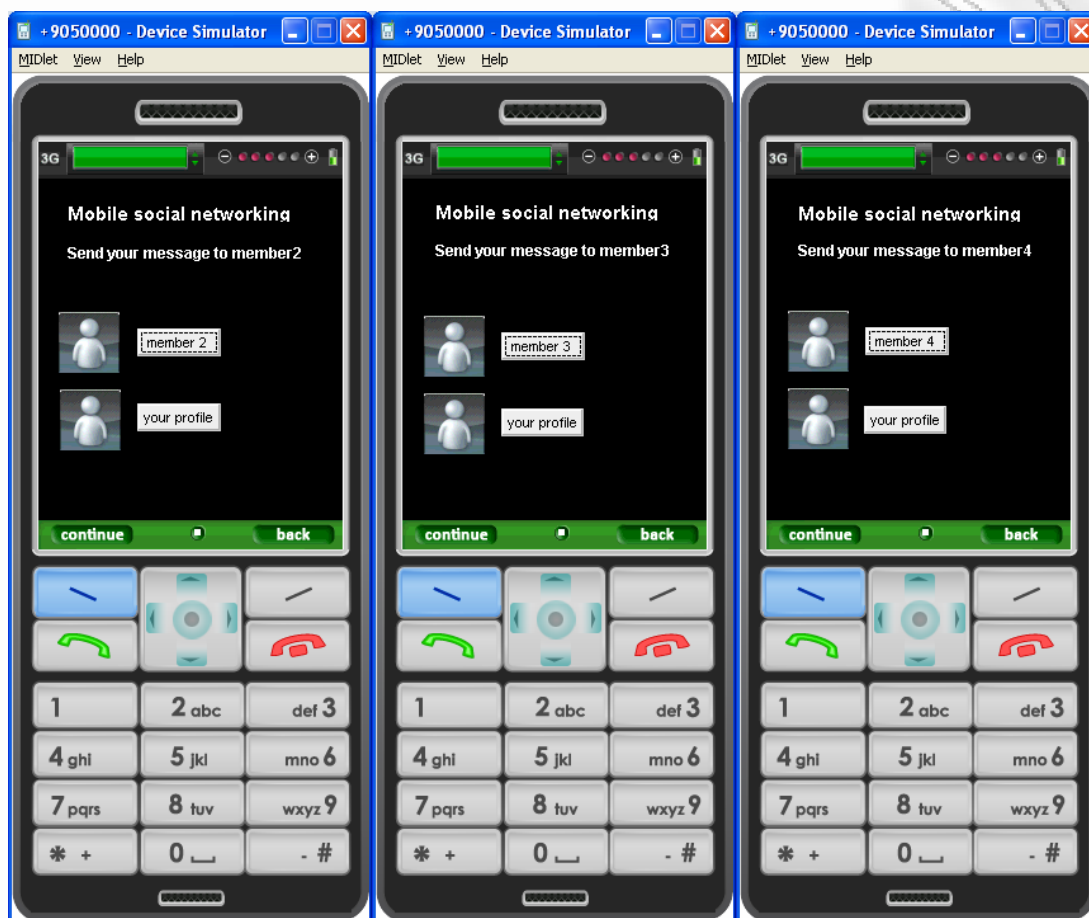 +9050000 - Device Simulator
MIDlet View Help
3G
Mobile social networking
Send your message to member2
member 2
your profile
continue back
1 2 abc def 3
4 ghi 5 jkl mno 6
7 pqrs 8 tuv wxyz 9
* + 0 - #
+9050000 - Device Simulator
MIDlet View Help
3G
Mobile social networking
Send your message to member3
member 3
your profile
continue back
1 2 abc def 3
4 ghi 5 jkl mno 6
7 pqrs 8 tuv wxyz 9
* + 0 - #
+9050000 - Device Simulator
MIDlet View Help
3G
Mobile social networking
Send your message to member4
member 4
your profile
continue back
1 2 abc def 3
4 ghi 5 jkl mno 6
7 pqrs 8 tuv wxyz 9
* + 0 - #